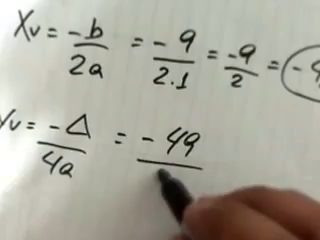 Xv = -b/2a = -9/2.1 = -9/2 = -
Yv = -Δ/4a = -49/